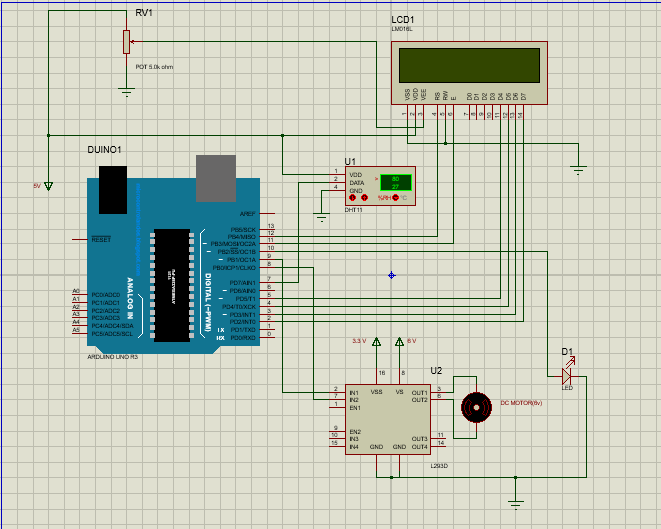 RV1
POT 5.0k ohm
LCD1
LM016L
VSS
VDD
VEE
RS
RW
E
D0
D1
D2
D3
D4
D5
D6
D7
1
2
3
4
5
6
7
8
9
10
11
12
13
14
5V
DUINO1
AREF
RESET
PB5/SCK
PB4/MISO
PB3/MOSI/OC2A
PB2/SS/OC1B
PB1/OC1A
PB0/ICP1/CLKO
PD7/AIN1
PD6/AIN0
PD5/T1
PD4/T0/XCK
PD3/INT1
PD2/INT0
PD1/TXD
PD0/RXD
13
12
11
10
9
8
7
6
5
4
3
2
1
0
DIGITAL (~PWM)
ANALOG IN
TX
RX
A0
A1
A2
A3
A4
A5
PC0/ADC0
PC1/ADC1
PC2/ADC2
PC3/ADC3
PC4/ADC4/SDA
PC5/ADC5/SCL
ARDUINO UNO R3
U1
1
2
4
VDD
DATA
GND
80
27
%RH
°C
DHT11
3.3 V
6 V
16
8
U2
2
7
1
9
10
15
IN1
IN2
EN1
EN2
IN3
IN4
VSS
VS
OUT1
OUT2
OUT3
OUT4
GND
GND
3
6
11
14
L293D
DC MOTOR(6v)
D1
LED